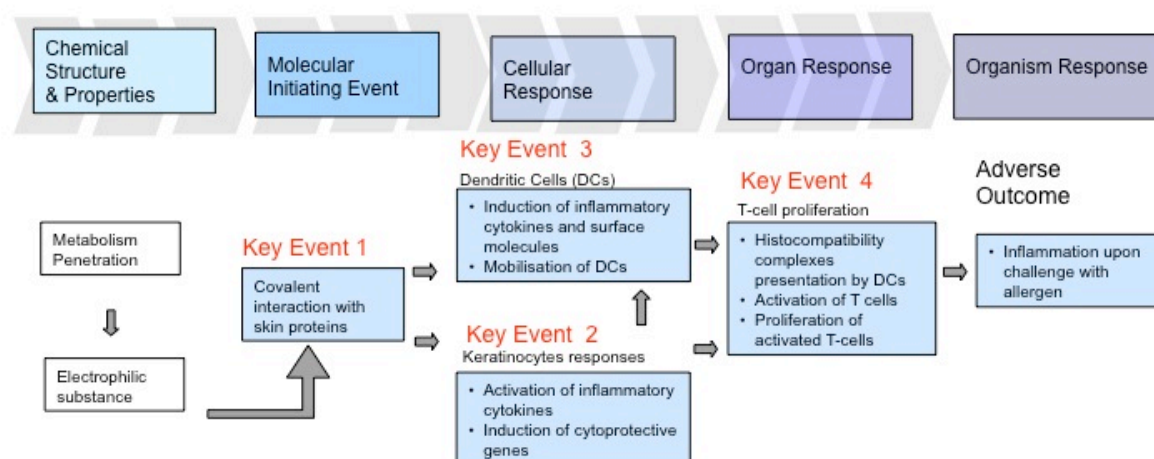 Chemical
Structure
& Properties
Molecular
Initiating Event
Cellular
Response
Organ Response
Organism Response
Metabolism
Penetration
Electrophilic
substance
Key Event 1
Covalent
interaction with
skin proteins
Key Event 3
Dendritic Cells (DCs)
• Induction of inflammatory
cytokines and surface
molecules
• Mobilisation of DCs
Key Event 2
Keratinocytes responses
• Activation of inflammatory
cytokines
• Induction of cytoprotective
genes
Key Event 4
T-cell proliferation
• Histocompatibility
complexes
presentation by DCs
• Activation of T cells
• Proliferation of
activated T-cells
Adverse
Outcome
• Inflammation upon
challenge with
allergen